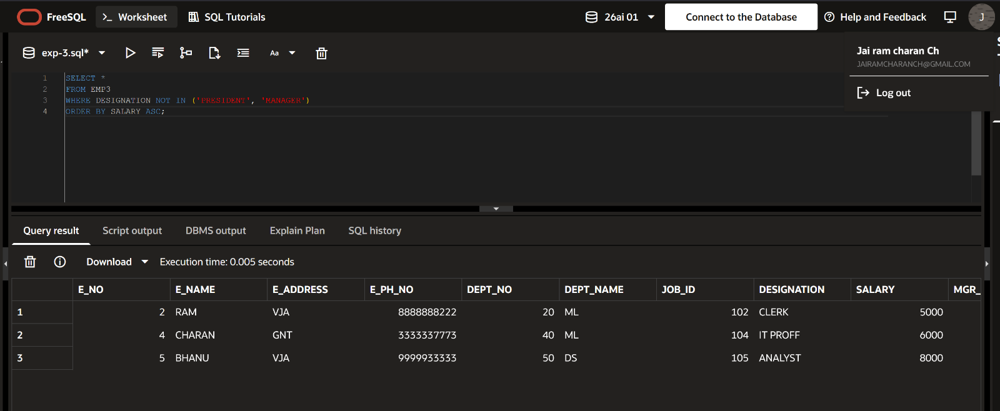 FreeSQL >_ Worksheet SQL Tutorials 26ai 01 Connect to the Database Help and Feedback J
exp-3.sql* Aa
Jai ram charan Ch
JAIRAMCHARANCH@GMAIL.COM
Log out
1 SELECT *
2 FROM EMP3
3 WHERE DESIGNATION NOT IN ('PRESIDENT', 'MANAGER')
4 ORDER BY SALARY ASC;
Query result Script output DBMS output Explain Plan SQL history
Download Execution time: 0.005 seconds
E_NO E_NAME E_ADDRESS E_PH_NO DEPT_NO DEPT_NAME JOB_ID DESIGNATION SALARY MGR_
1 2 RAM VJA 8888888222 20 ML 102 CLERK 5000
2 4 CHARAN GNT 3333337773 40 ML 104 IT PROFF 6000
3 5 BHANU VJA 9999933333 50 DS 105 ANALYST 8000